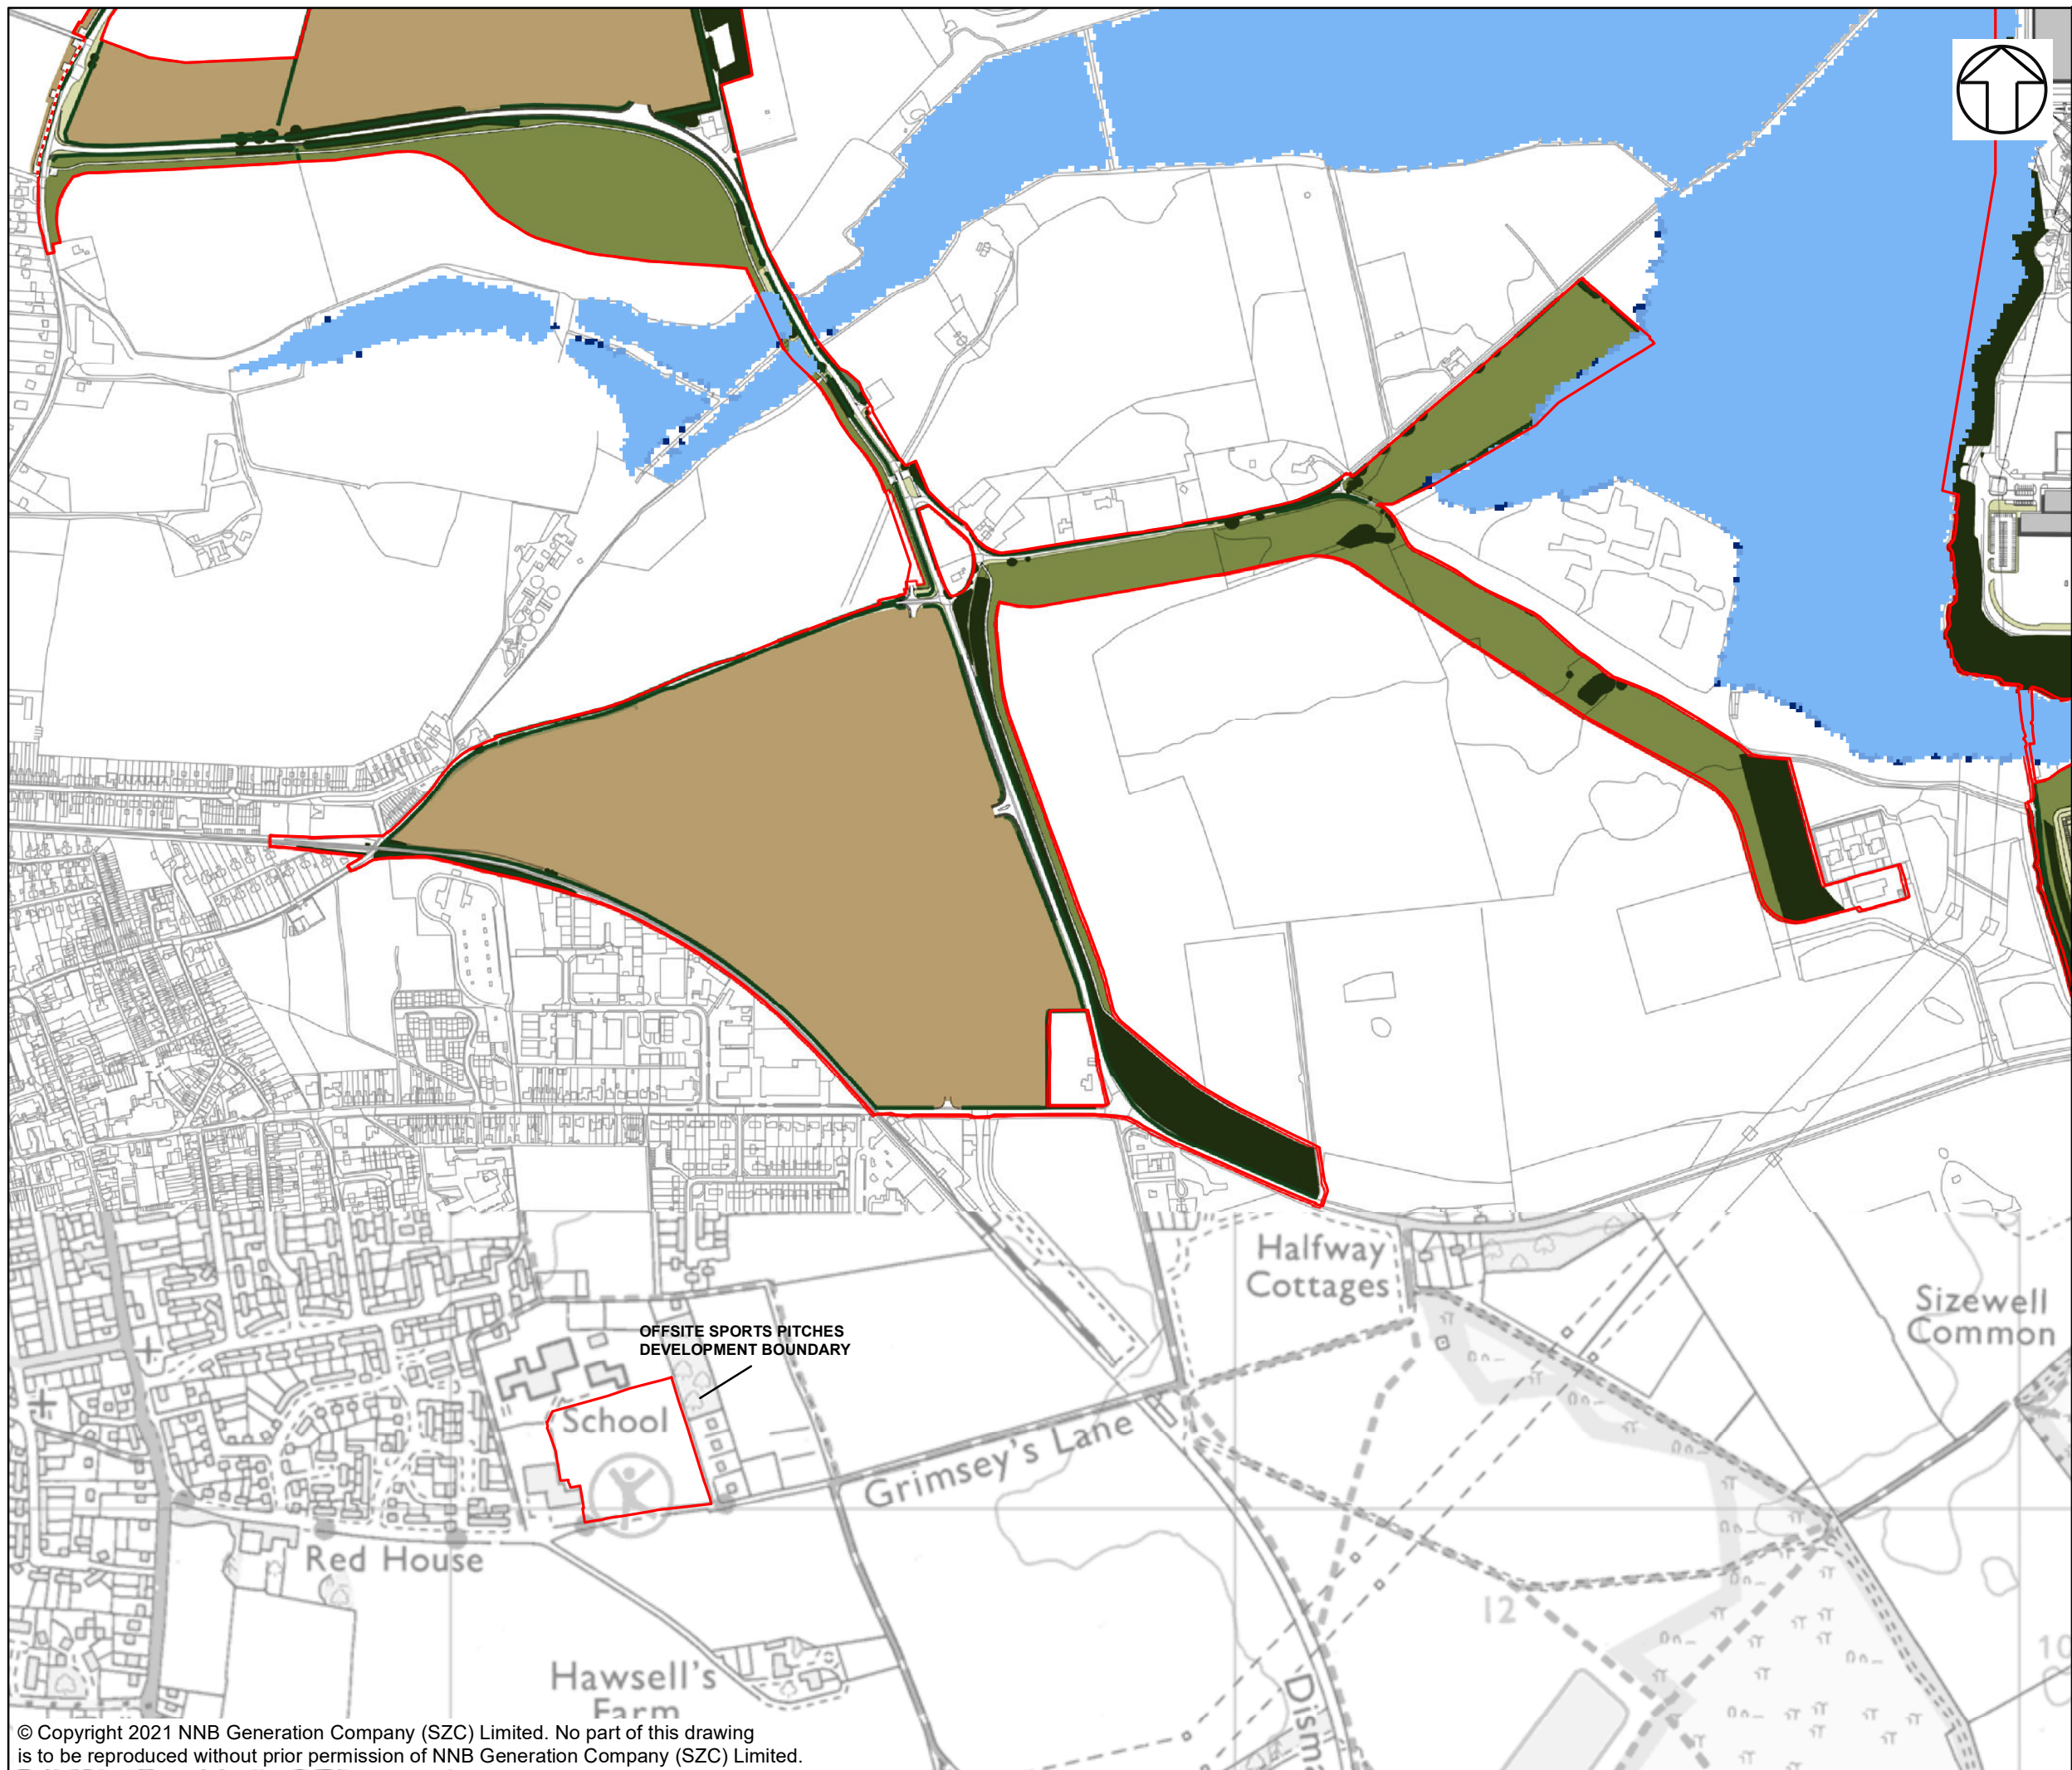 Halfway
Cottages
Sizewell
Common
OFFSITE SPORTS PITCHES
DEVELOPMENT BOUNDARY
School
Grimsey's Lane
Red House
12
10
Hawsell's
Farm
Disma
© Copyright 2021 NNB Generation Company (SZC) Limited. No part of this drawing
is to be reproduced without prior permission of NNB Generation Company (SZC) Limited.